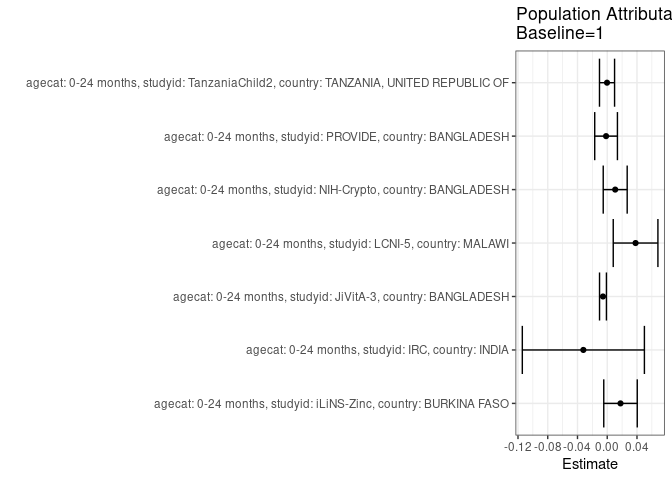 Population Attributa
Baseline=1
agecat: 0-24 months, studyid: TanzaniaChild2, country: TANZANIA, UNITED REPUBLIC OF
agecat: 0-24 months, studyid: PROVIDE, country: BANGLADESH
agecat: 0-24 months, studyid: NIH-Crypto, country: BANGLADESH
agecat: 0-24 months, studyid: LCNI-5, country: MALAWI
agecat: 0-24 months, studyid: JiVitA-3, country: BANGLADESH
agecat: 0-24 months, studyid: IRC, country: INDIA
agecat: 0-24 months, studyid: iLiNS-Zinc, country: BURKINA FASO
-0.12 -0.08 -0.04 0.00 0.04
Estimate